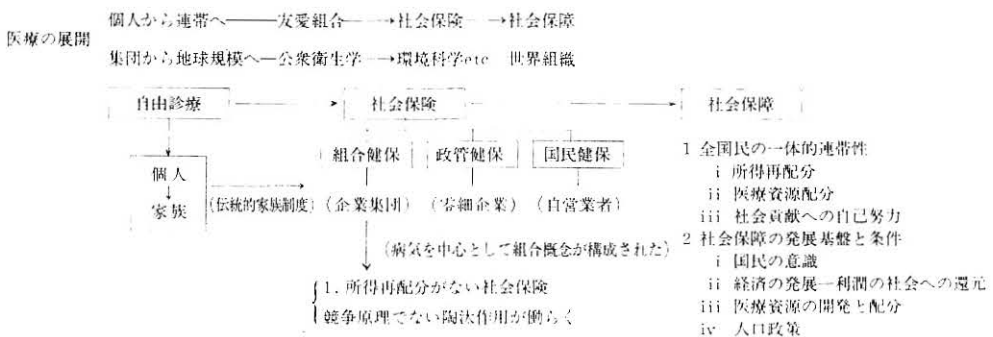 医療の展開
個人から連帯へ――友愛組合―→社会保険―→社会保障
集団から地球規模へ―公衆衛生学―→環境科学etc 世界組織
自由診療 → 社会保険 → 社会保障
組合健保 政管健保 国民健保
個人
↓
家族
(伝統的家族制度) (企業集団) (零細企業) (自営業者)
(病気を中心として組合概念が構成された)
1. 所得再配分がない社会保険
競争原理でない陶汰作用が働らく
1 全国民の一体的連帯性
i 所得再配分
ii 医療資源配分
iii 社会貢献への自己努力
2 社会保障の発展基盤と条件
i 国民の意識
ii 経済の発展―利潤の社会への還元
iii 医療資源の開発と配分
iv 人口政策